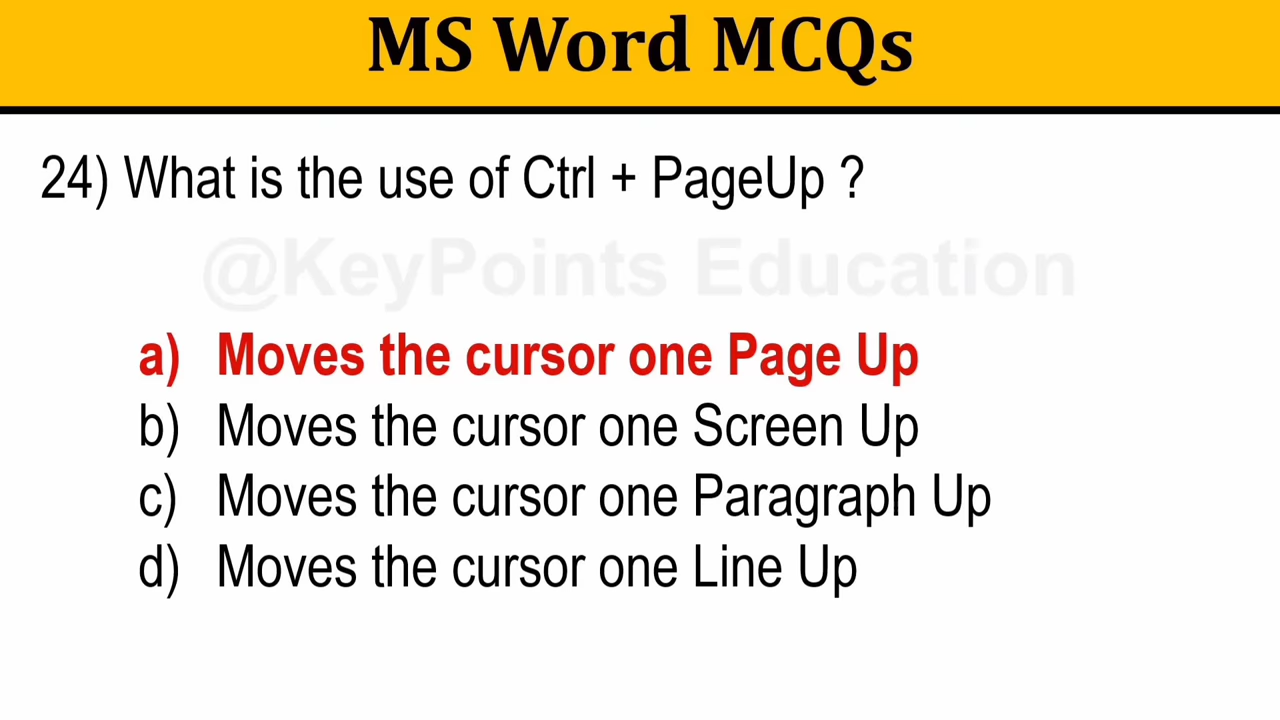 MS Word MCQs
24) What is the use of Ctrl + PageUp ?
@KeyPoints Education
a) Moves the cursor one Page Up
b) Moves the cursor one Screen Up
c) Moves the cursor one Paragraph Up
d) Moves the cursor one Line Up